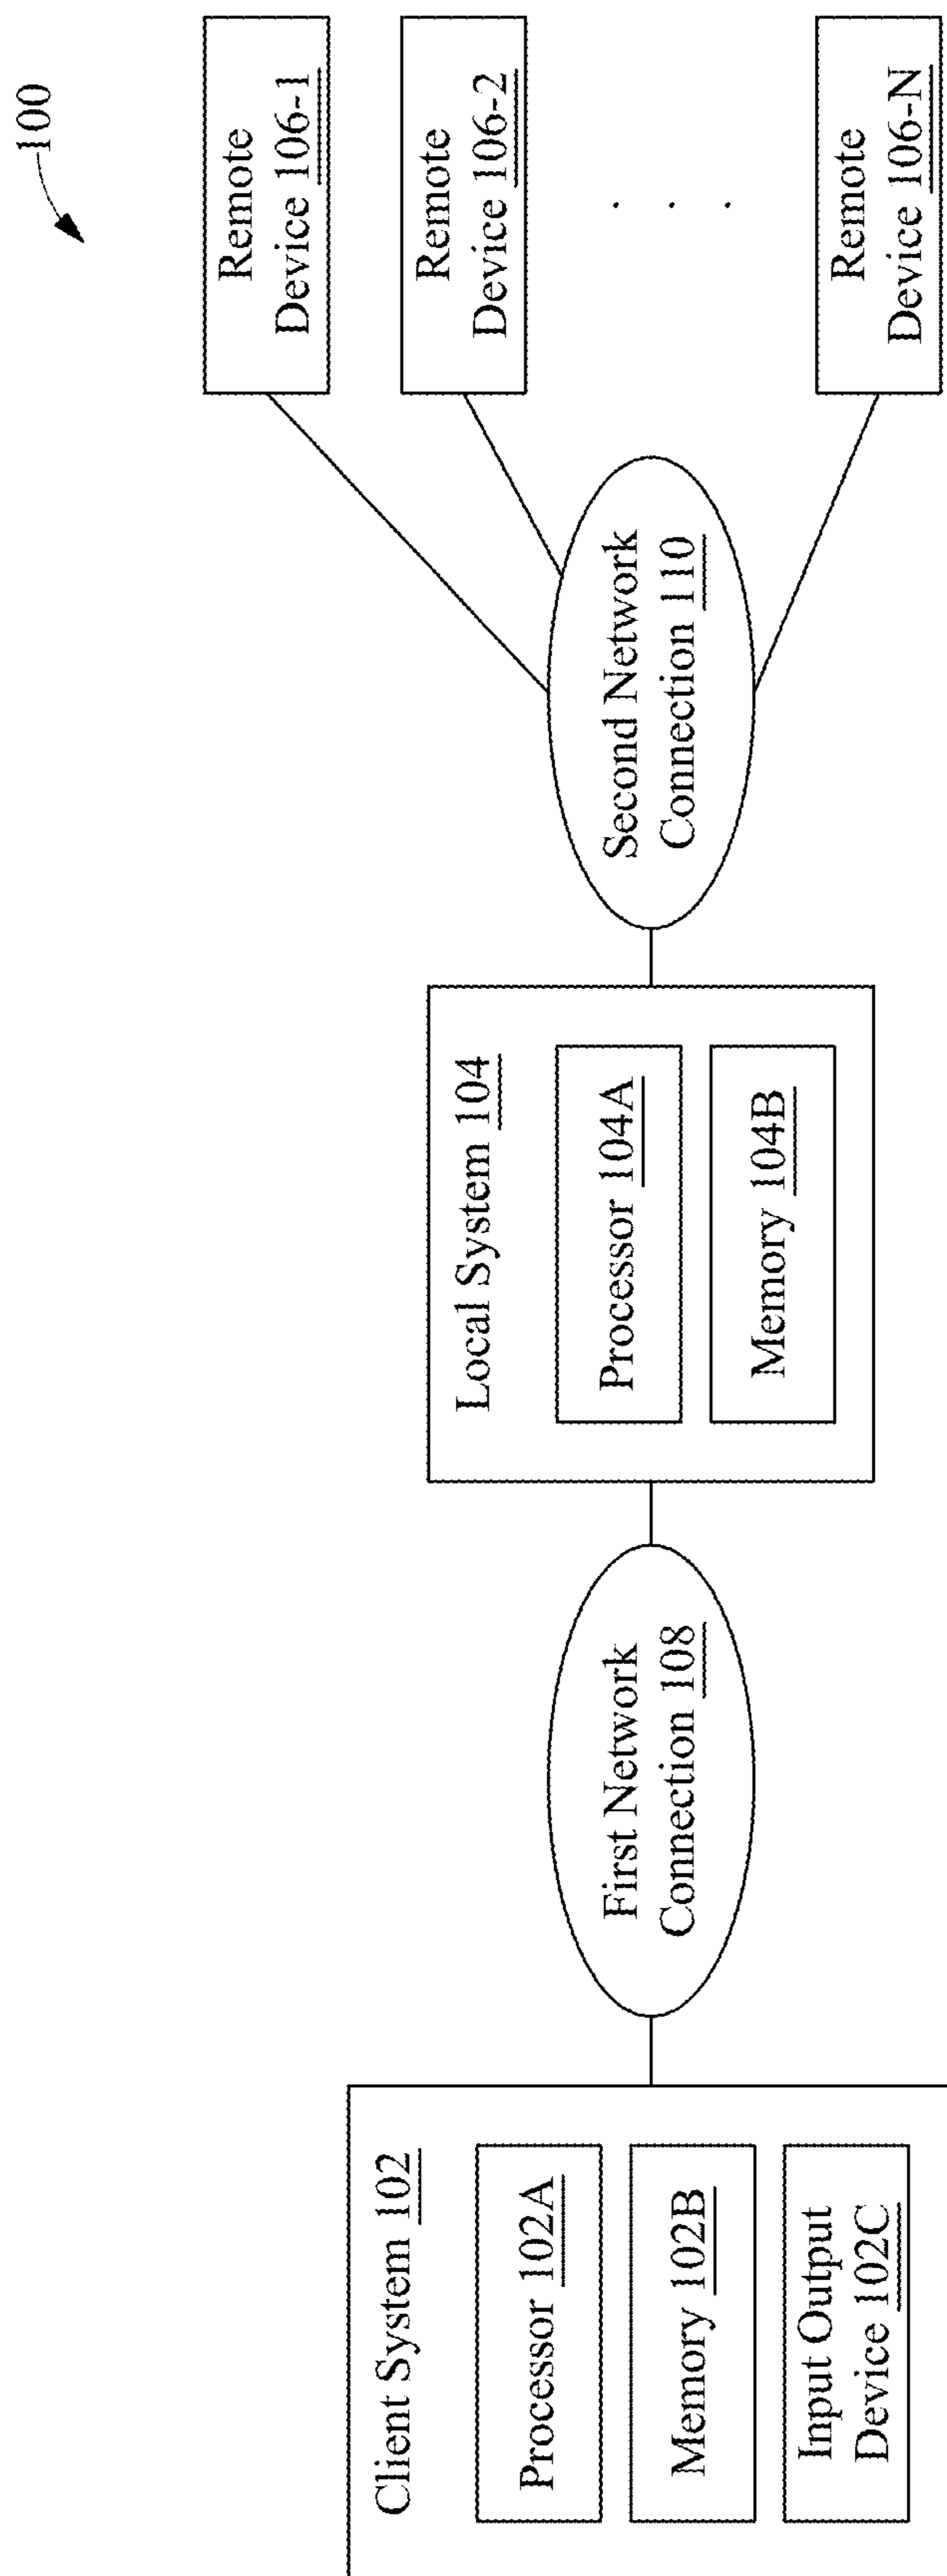 100
Client System 102
Processor 102A
Memory 102B
Input Output
Device 102C
First Network
Connection 108
Local System 104
Processor 104A
Memory 104B
Second Network
Connection 110
Remote
Device 106-1
Remote
Device 106-2
. . .
Remote
Device 106-N